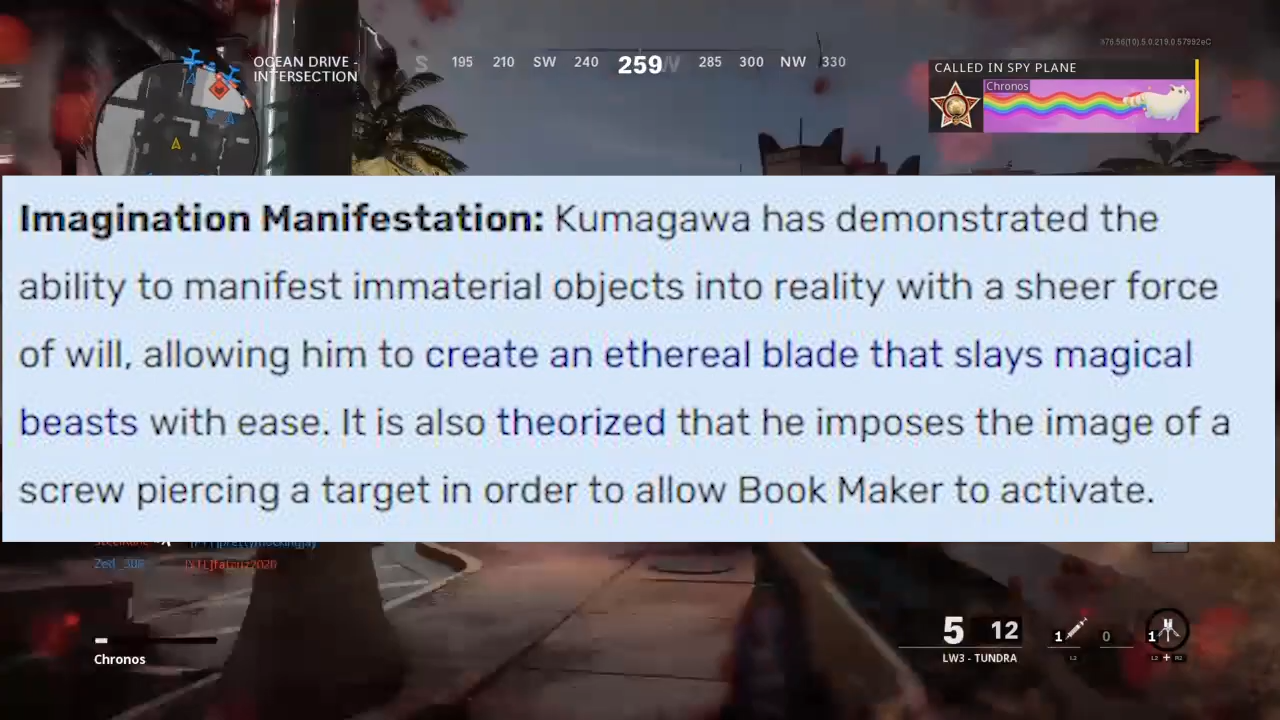 OCEAN DRIVE -
INTERSECTION
S 195 210 SW 240 259 W 285 300 NW 330
CALLED IN SPY PLANE
Chronos
Imagination Manifestation: Kumagawa has demonstrated the
ability to manifest immaterial objects into reality with a sheer force
of will, allowing him to create an ethereal blade that slays magical
beasts with ease. It is also theorized that he imposes the image of a
screw piercing a target in order to allow Book Maker to activate.
5 12
1 0 1
LW3 - TUNDRA
Chronos